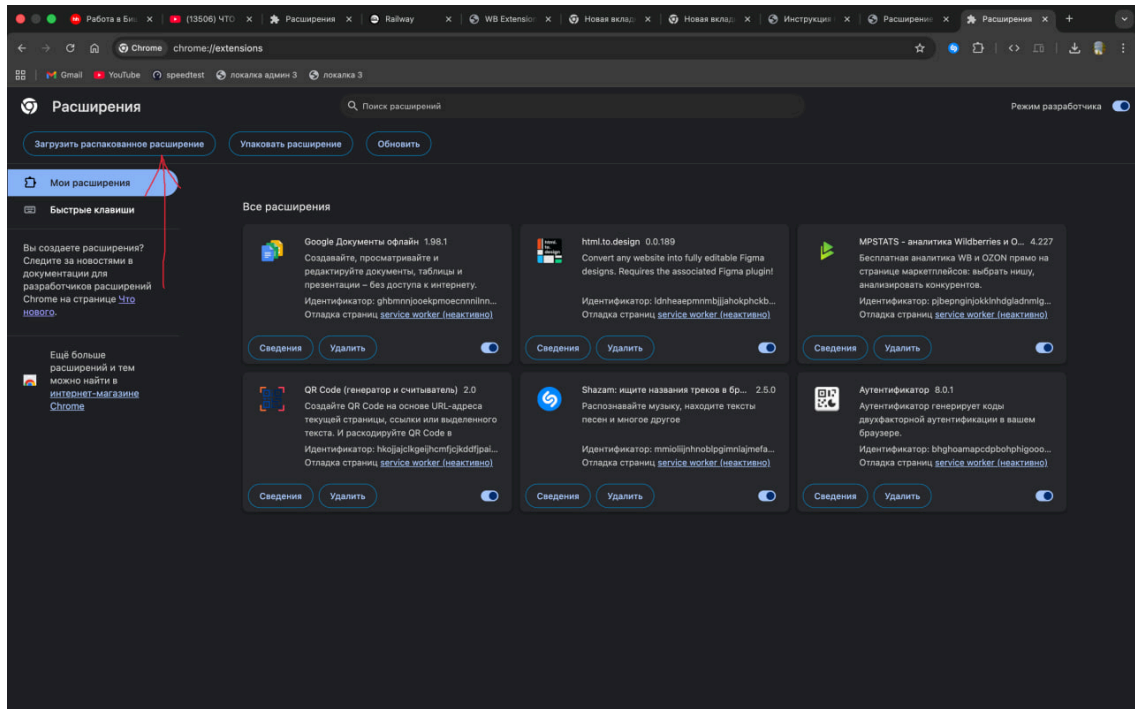 Работа в Биц
(13506) ЧТО
Расширения
Railway
WB Extension
Новая вклад
Новая вклад
Инструкция
Расширение
Расширения
Chrome chrome://extensions
Gmail YouTube speedtest локалка админ 3 локалка 3
Расширения
Поиск расширений
Режим разработчика
Загрузить распакованное расширение
Упаковать расширение
Обновить
Мои расширения
Быстрые клавиши
Вы создаете расширения?
Следите за новостями в
документации для
разработчиков расширений
Chrome на странице Что
нового.
Ещё больше
расширений и тем
можно найти в
интернет-магазине
Chrome
Все расширения
Google Документы офлайн 1.98.1
Создавайте, просматривайте и
редактируйте документы, таблицы и
презентации – без доступа к интернету.
Идентификатор: ghbmnnjooekpmoecnnnilnn...
Отладка страниц service worker (неактивно)
Сведения Удалить
html.to.design 0.0.189
Convert any website into fully editable Figma
designs. Requires the associated Figma plugin!
Идентификатор: ldnheaepmnmbjjjahokphckb...
Отладка страниц service worker (неактивно)
Сведения Удалить
MPSTATS - аналитика Wildberries и O... 4.227
Бесплатная аналитика WB и OZON прямо на
странице маркетплейсов: выбрать нишу,
анализировать конкурентов.
Идентификатор: pjbepnginjokklnhdgladnmlg...
Отладка страниц service worker (неактивно)
Сведения Удалить
QR Code (генератор и считыватель) 2.0
Создайте QR Code на основе URL-адреса
текущей страницы, ссылки или выделенного
текста. И раскодируйте QR Code в
Идентификатор: hkojjajclkgeijhcmfjcjkddfjpai...
Отладка страниц service worker (неактивно)
Сведения Удалить
Shazam: ищите названия треков в бр... 2.5.0
Распознавайте музыку, находите тексты
песен и многое другое
Идентификатор: mmioliijnhnoblpgimnlajmefa...
Отладка страниц service worker (неактивно)
Сведения Удалить
Аутентификатор 8.0.1
Аутентификатор генерирует коды
двухфакторной аутентификации в вашем
браузере.
Идентификатор: bhghoamapcdpbohphigooo...
Отладка страниц service worker (неактивно)
Сведения Удалить